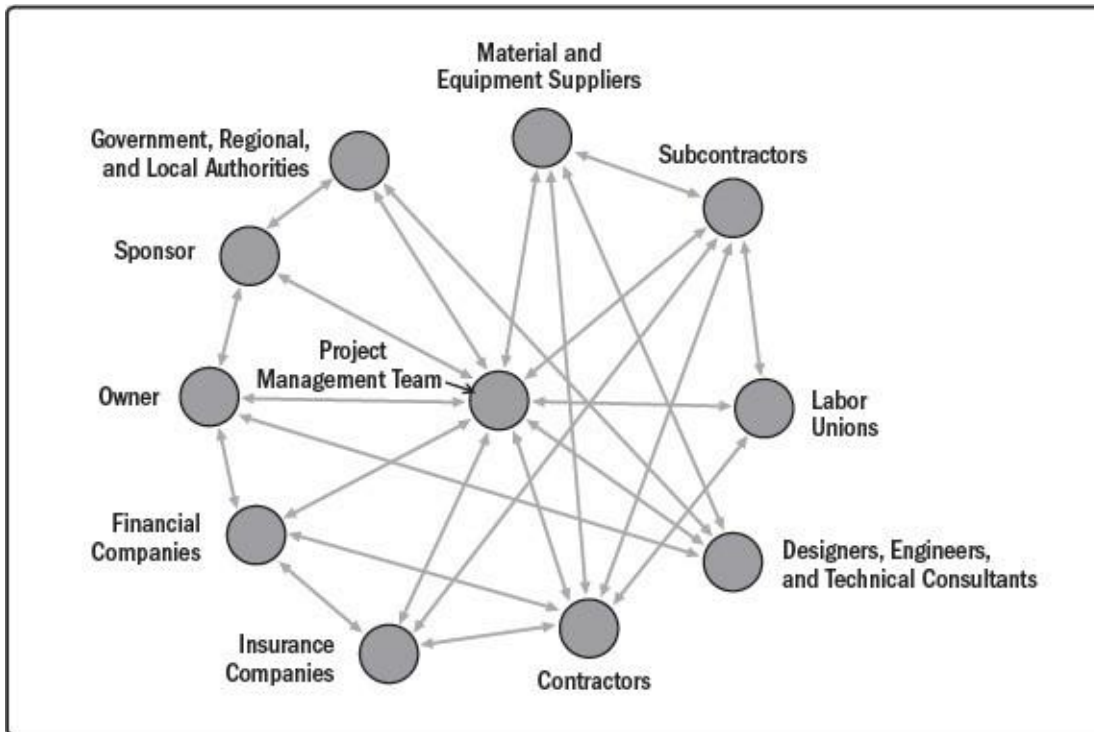 Material and
Equipment Suppliers
Government, Regional,
and Local Authorities
Subcontractors
Sponsor
Project
Management Team
Owner
Labor
Unions
Financial
Companies
Designers, Engineers,
and Technical Consultants
Insurance
Companies
Contractors